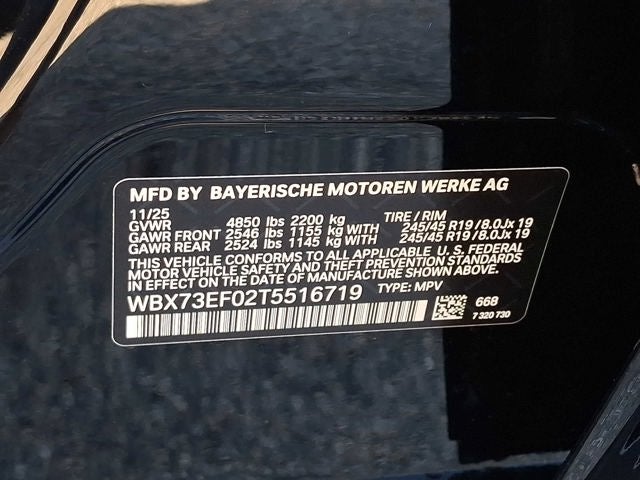 MFD BY BAYERISCHE MOTOREN WERKE AG
11/25
GVWR 4850 lbs 2200 kg TIRE / RIM
GAWR FRONT 2546 lbs 1155 kg WITH 245/45 R19/8.0Jx 19
GAWR REAR 2524 lbs 1145 kg WITH 245/45 R19/8.0Jx 19
THIS VEHICLE CONFORMS TO ALL APPLICABLE U.S. FEDERAL
MOTOR VEHICLE SAFETY AND THEFT PREVENTION STANDARDS
IN EFFECT ON THE DATE OF MANUFACTURE SHOWN ABOVE.
WBX73EF02T5516719 TYPE: MPV
668
7 320 730